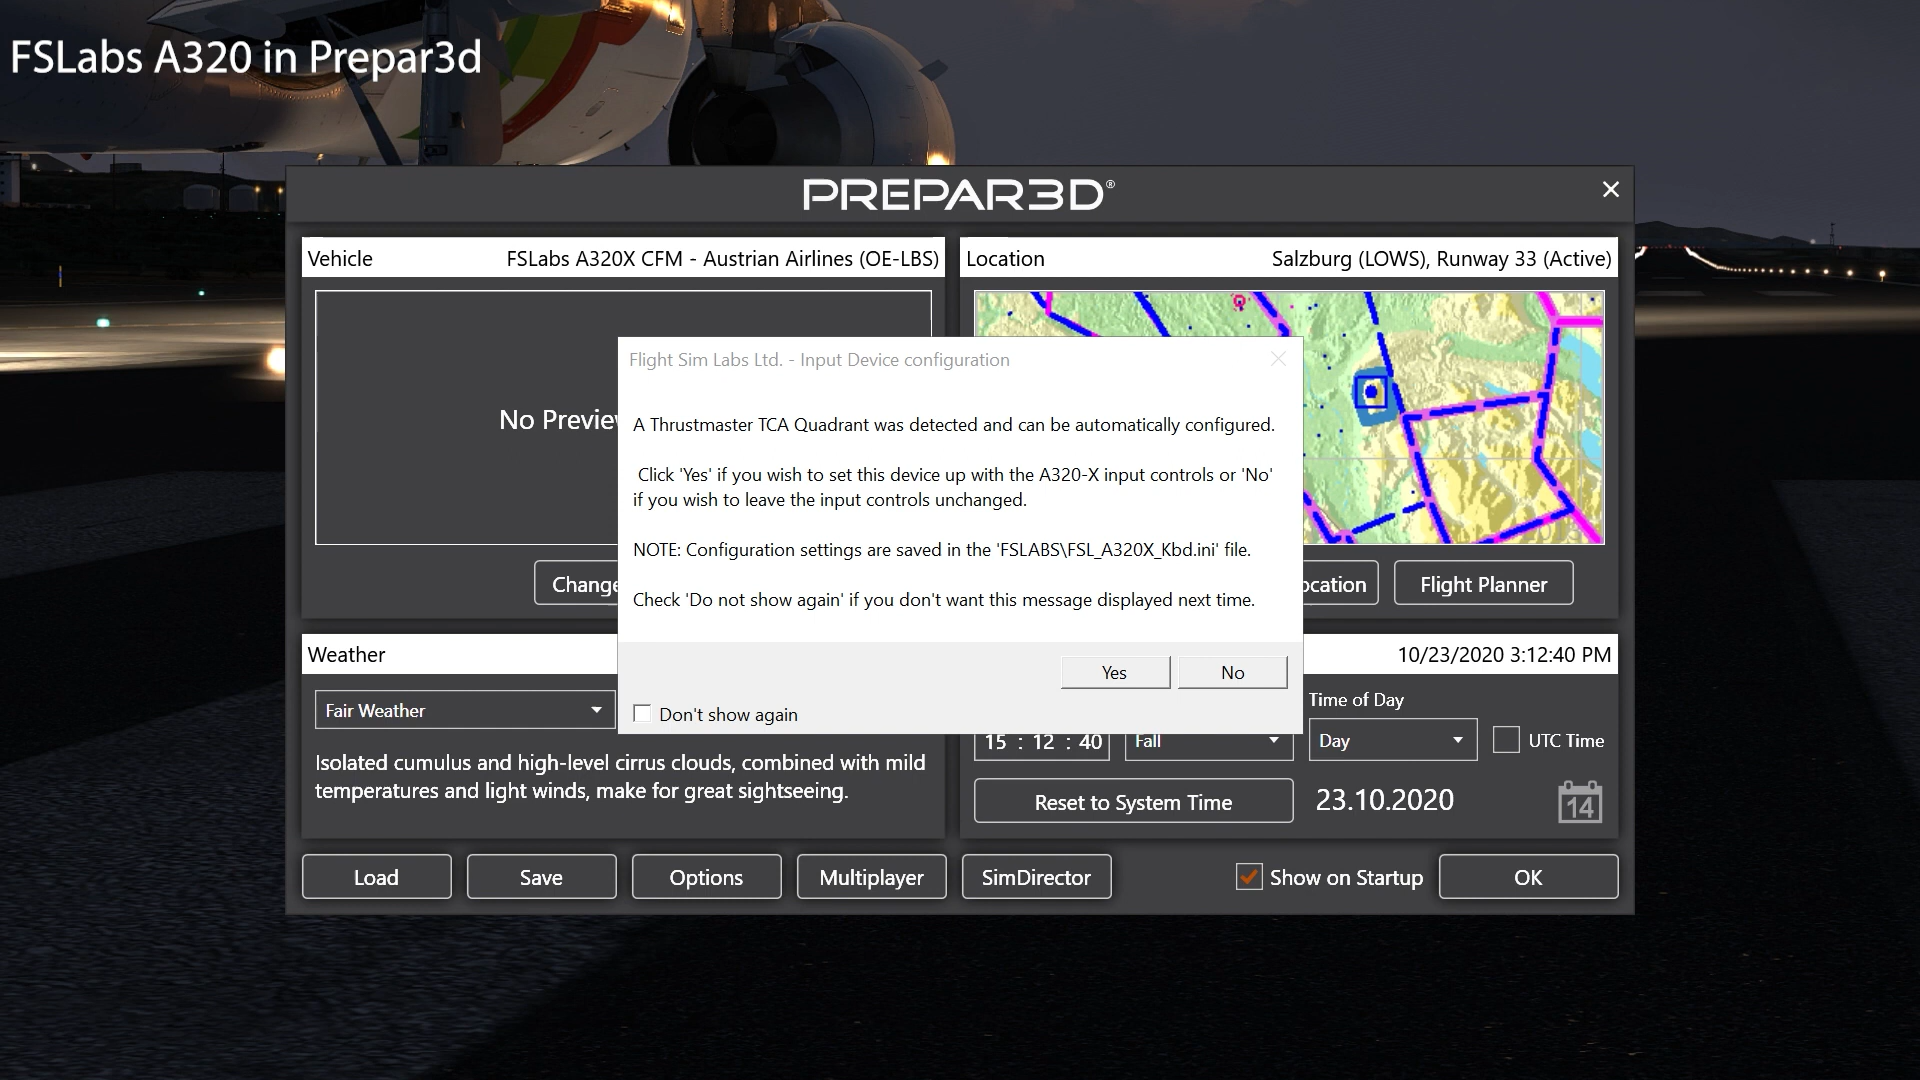 FSLabs A320 in Prepar3d
PREPAR3D®
Vehicle FSLabs A320X CFM - Austrian Airlines (OE-LBS)
Location Salzburg (LOWS), Runway 33 (Active)
Flight Sim Labs Ltd. - Input Device configuration
No Previe
A Thrustmaster TCA Quadrant was detected and can be automatically configured.
Click 'Yes' if you wish to set this device up with the A320-X input controls or 'No'
if you wish to leave the input controls unchanged.
NOTE: Configuration settings are saved in the 'FSLABS\FSL_A320X_Kbd.ini' file.
Check 'Do not show again' if you don't want this message displayed next time.
Yes No
Don't show again
Change
ocation Flight Planner
Weather
Fair Weather
Isolated cumulus and high-level cirrus clouds, combined with mild
temperatures and light winds, make for great sightseeing.
10/23/2020 3:12:40 PM
Time of Day
15 : 12 : 40 Fall Day UTC Time
Reset to System Time 23.10.2020 14
Load Save Options Multiplayer SimDirector Show on Startup OK